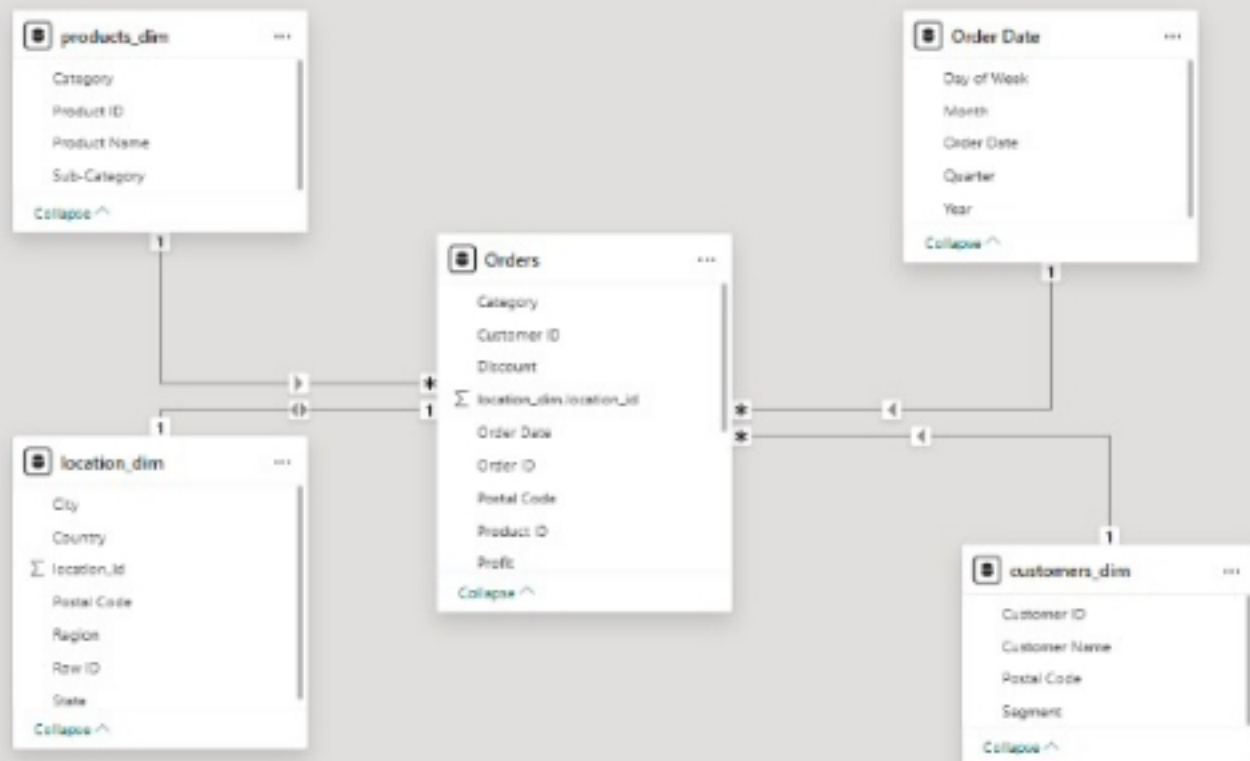 products_dim
Category
Product ID
Product Name
Sub-Category
Collapse
1
Order Date
Day of Week
Month
Order Date
Quarter
Year
Collapse
1
Orders
Category
Customer ID
Discount
Σ location_dim.location_id
Order Date
Order ID
Postal Code
Product ID
Profit
Collapse
*
1
*
*
1
location_dim
City
Country
Σ location_id
Postal Code
Region
Row ID
State
Collapse
1
customers_dim
Customer ID
Customer Name
Postal Code
Segment
Collapse